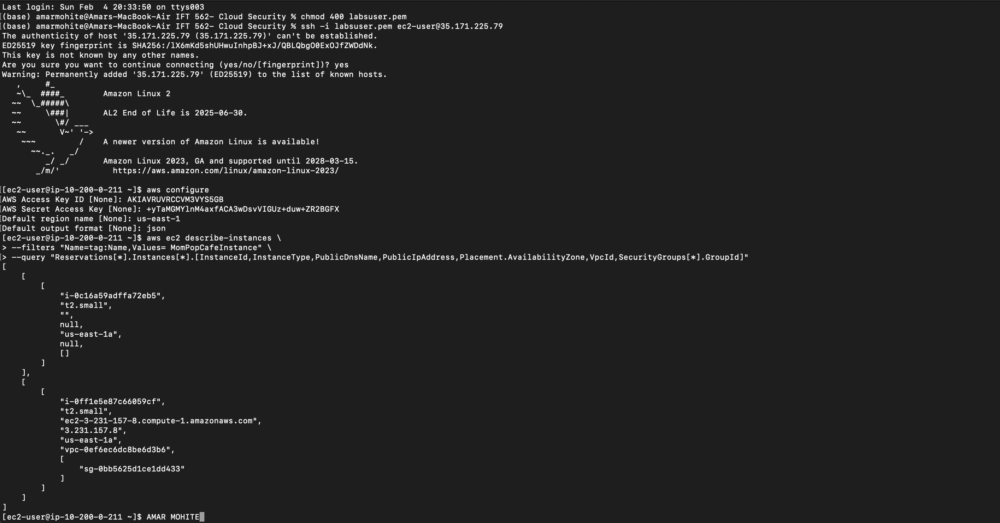 Last login: Sun Feb  4 20:33:50 on ttys003
[(base) amarmohite@Amars-MacBook-Air IFT 562- Cloud Security % chmod 400 labsuser.pem
[(base) amarmohite@Amars-MacBook-Air IFT 562- Cloud Security % ssh -i labsuser.pem ec2-user@35.171.225.79
The authenticity of host '35.171.225.79 (35.171.225.79)' can't be established.
ED25519 key fingerprint is SHA256:/lX6mKd5shUHwuInhpBJ+xJ/QBLQbgO0ExOJfZWDdNk.
This key is not known by any other names.
Are you sure you want to continue connecting (yes/no/[fingerprint])? yes
Warning: Permanently added '35.171.225.79' (ED25519) to the list of known hosts.
   ,     #_
   ~\_  ####_        Amazon Linux 2
  ~~  \_#####\
  ~~     \###|       AL2 End of Life is 2025-06-30.
  ~~       \#/ ___
   ~~       V~' '->
    ~~~         /    A newer version of Amazon Linux is available!
      ~~._.   _/
         _/ _/       Amazon Linux 2023, GA and supported until 2028-03-15.
       _/m/'           https://aws.amazon.com/linux/amazon-linux-2023/
[[ec2-user@ip-10-200-0-211 ~]$ aws configure
[AWS Access Key ID [None]: AKIAVRUVRCCVM3VYS5GB
[AWS Secret Access Key [None]: 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
[Default region name [None]: us-east-1
[Default output format [None]: json
[ec2-user@ip-10-200-0-211 ~]$ aws ec2 describe-instances \
> --filters "Name=tag:Name,Values= MomPopCafeInstance" \
[> --query "Reservations[*].Instances[*].[InstanceId,InstanceType,PublicDnsName,PublicIpAddress,Placement.AvailabilityZone,VpcId,SecurityGroups[*].GroupId]"
[
    [
        [
            "i-0c16a59adffa72eb5",
            "t2.small",
            "",
            null,
            "us-east-1a",
            null,
            []
        ]
    ],
    [
        [
            "i-0ff1e5e87c66059cf",
            "t2.small",
            "ec2-3-231-157-8.compute-1.amazonaws.com",
            "3.231.157.8",
            "us-east-1a",
            "vpc-0ef6ec6dc8be6d3b6",
            [
                "sg-0bb5625d1ce1dd433"
            ]
        ]
    ]
]
[ec2-user@ip-10-200-0-211 ~]$ AMAR MOHITE